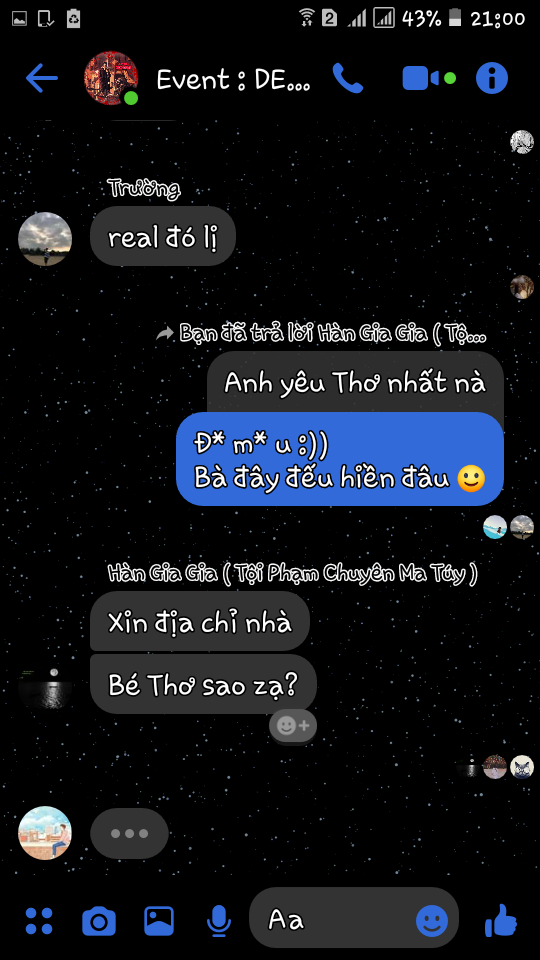 2 43% 21:00
Event : DE...
Trường
real đó lị
Bạn đã trả lời Hàn Gia Gia ( Tộ...
Anh yêu Thơ nhất nà
Đ* m* u :))
Bà đây đếu hiền đâu 🙂
Hàn Gia Gia ( Tội Phạm Chuyên Ma Túy )
Xin địa chỉ nhà
Bé Thơ sao zạ?
Aa